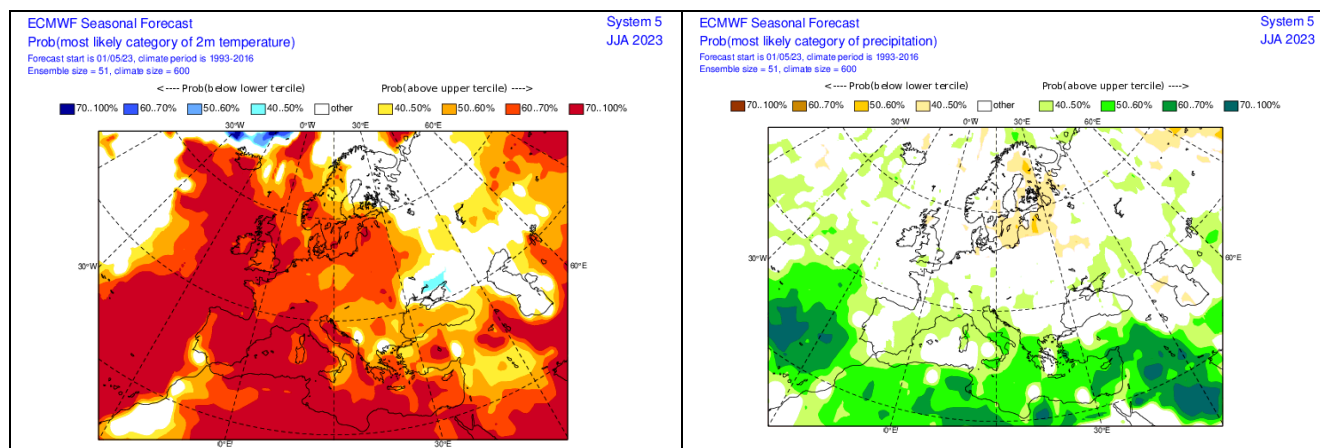 ECMWF Seasonal Forecast System 5
Prob(most likely category of 2m temperature) JJA 2023
Forecast start is 01/05/23, climate period is 1993-2016
Ensemble size = 51, climate size = 600
<---- Prob(below lower tercile) Prob(above upper tercile) ---->
70..100% 60..70% 50..60% 40..50% other 40..50% 50..60% 60..70% 70..100%
30°W 0°W 30°E 60°E
30°W 60°E
0°E 30°E
ECMWF Seasonal Forecast System 5
Prob(most likely category of precipitation) JJA 2023
Forecast start is 01/05/23, climate period is 1993-2016
Ensemble size = 51, climate size = 600
<---- Prob(below lower tercile) Prob(above upper tercile) ---->
70..100% 60..70% 50..60% 40..50% other 40..50% 50..60% 60..70% 70..100%
30°W 0°W 30°E 60°E
30°W 60°E
0°E 30°E